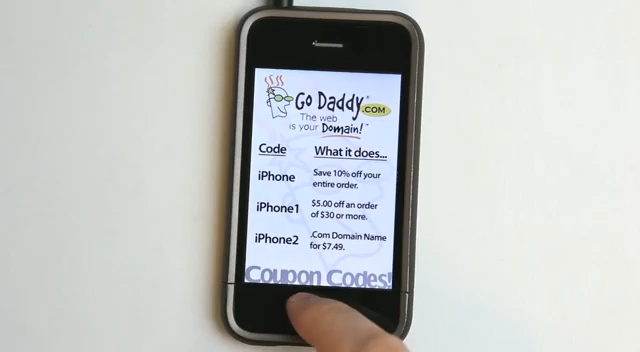 Go Daddy.COM®
The web
is your Domain!™
Code What it does...
iPhone Save 10% off your
entire order.
iPhone1 $5.00 off an order
of $30 or more.
iPhone2 .Com Domain Name
for $7.49.
Coupon Codes!